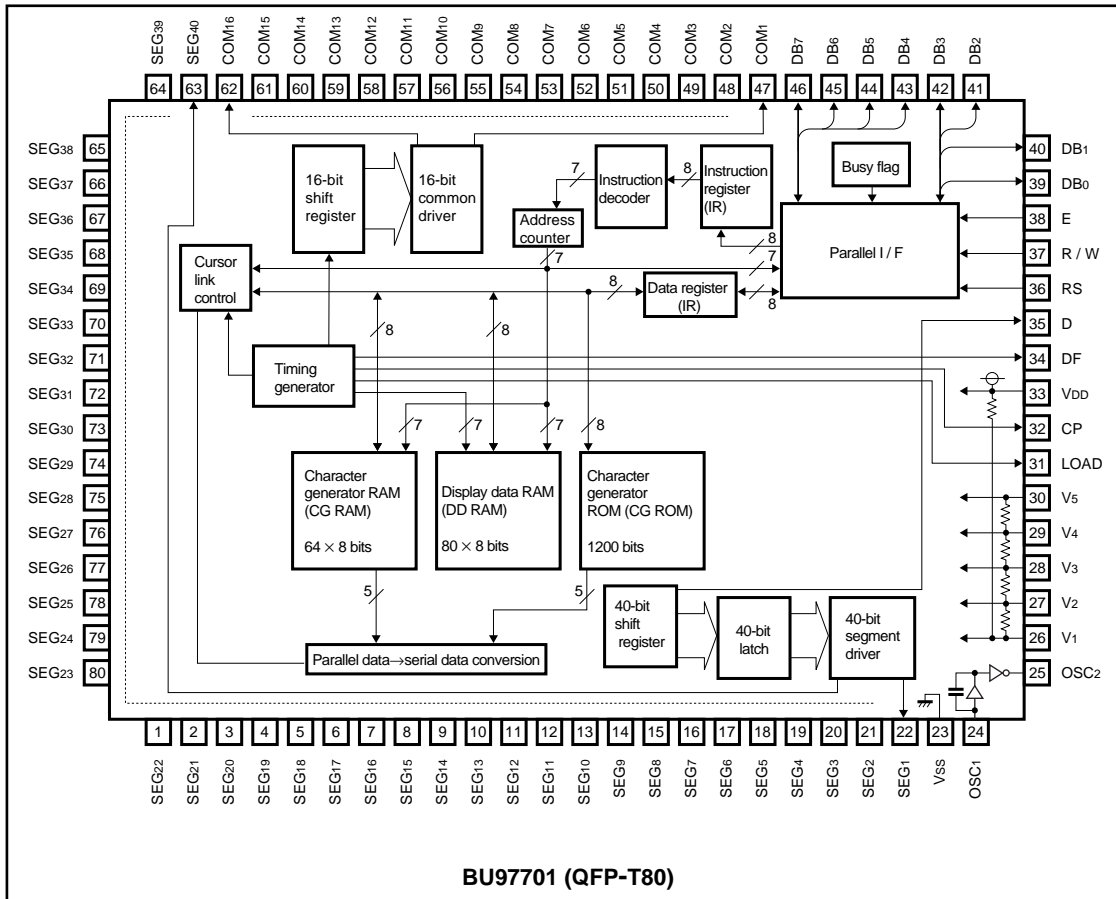 SEG39
SEG40
COM16
COM15
COM14
COM13
COM12
COM11
COM10
COM9
COM8
COM7
COM6
COM5
COM4
COM3
COM2
COM1
DB7
DB6
DB5
DB4
DB3
DB2
64 63 62 61 60 59 58 57 56 55 54 53 52 51 50 49 48 47 46 45 44 43 42 41
SEG38 65
SEG37 66
SEG36 67
SEG35 68
SEG34 69
SEG33 70
SEG32 71
SEG31 72
SEG30 73
SEG29 74
SEG28 75
SEG27 76
SEG26 77
SEG25 78
SEG24 79
SEG23 80
16-bit
shift
register
16-bit
common
driver
7
Instruction
decoder
8
Instruction
register
(IR)
Busy flag
Address
counter
7
8
7
Parallel I / F
Cursor
link
control
8
Data register
(IR)
8
8
8
Timing
generator
7
7
7
8
Character
generator RAM
(CG RAM)
64 × 8 bits
Display data RAM
(DD RAM)
80 × 8 bits
Character
generator
ROM (CG ROM)
1200 bits
5
5
Parallel data→serial data conversion
40-bit
shift
register
40-bit
latch
40-bit
segment
driver
40 DB1
39 DB0
38 E
37 R / W
36 RS
35 D
34 DF
33 VDD
32 CP
31 LOAD
30 V5
29 V4
28 V3
27 V2
26 V1
25 OSC2
1 2 3 4 5 6 7 8 9 10 11 12 13 14 15 16 17 18 19 20 21 22 23 24
SEG22
SEG21
SEG20
SEG19
SEG18
SEG17
SEG16
SEG15
SEG14
SEG13
SEG12
SEG11
SEG10
SEG9
SEG8
SEG7
SEG6
SEG5
SEG4
SEG3
SEG2
SEG1
VSS
OSC1
BU97701 (QFP-T80)